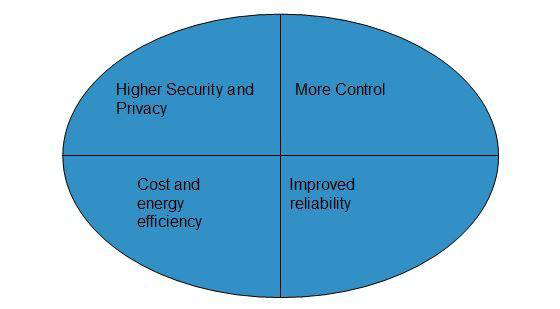 Higher Security and
Privacy
More Control
Cost and
energy
efficiency
Improved
reliability